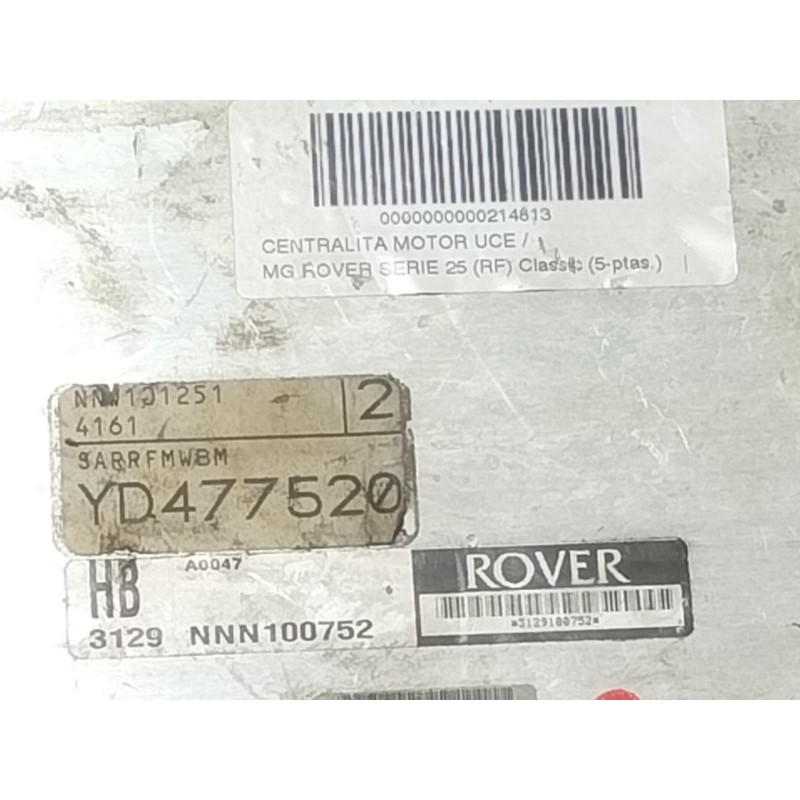 0000000000214813
CENTRALITA MOTOR UCE /
MG ROVER SERIE 25 (RF) Classic (5-ptas.)
NNW101251 2
4161
SARRFMWBM
YD477520
HB A0047
3129 NNN100752
ROVER
*3129100752*